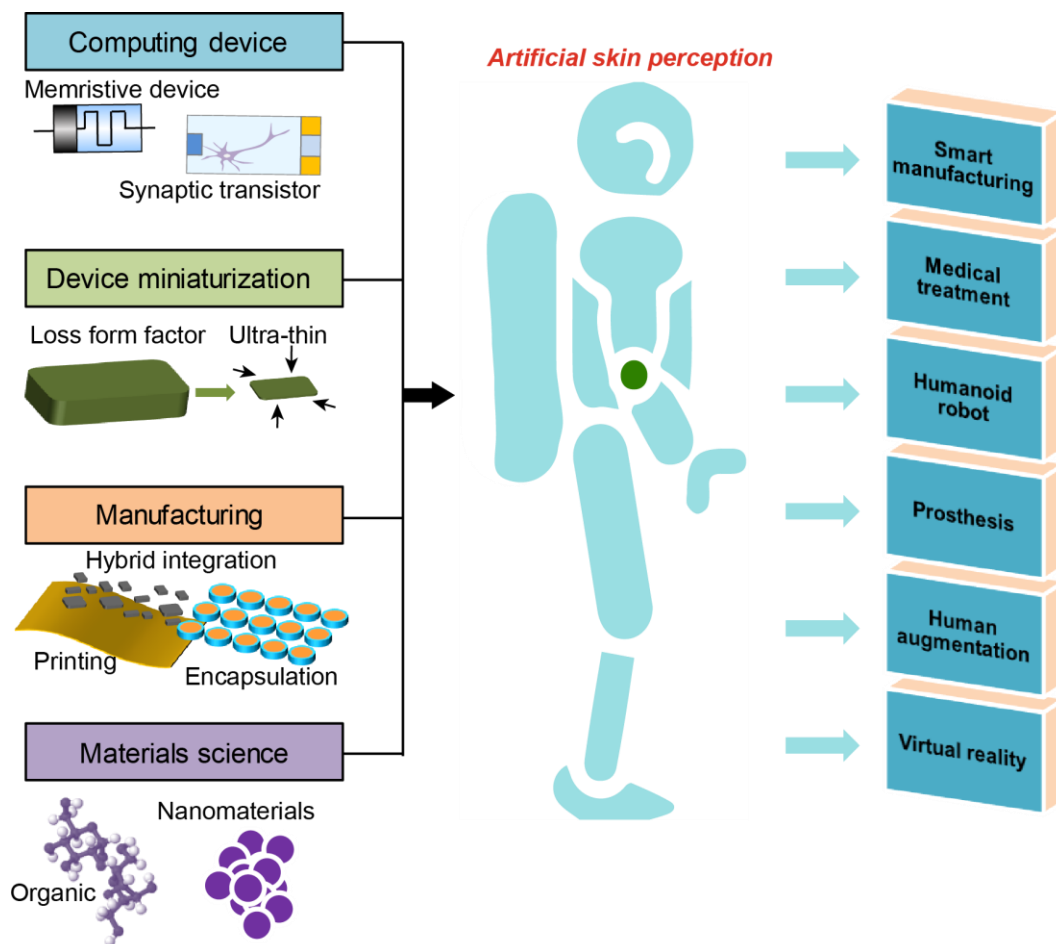 Computing device
Memristive device
Synaptic transistor
Device miniaturization
Loss form factor
Ultra-thin
Manufacturing
Hybrid integration
Printing
Encapsulation
Materials science
Nanomaterials
Organic
Artificial skin perception
Smart
manufacturing
Medical
treatment
Humanoid
robot
Prosthesis
Human
augmentation
Virtual reality